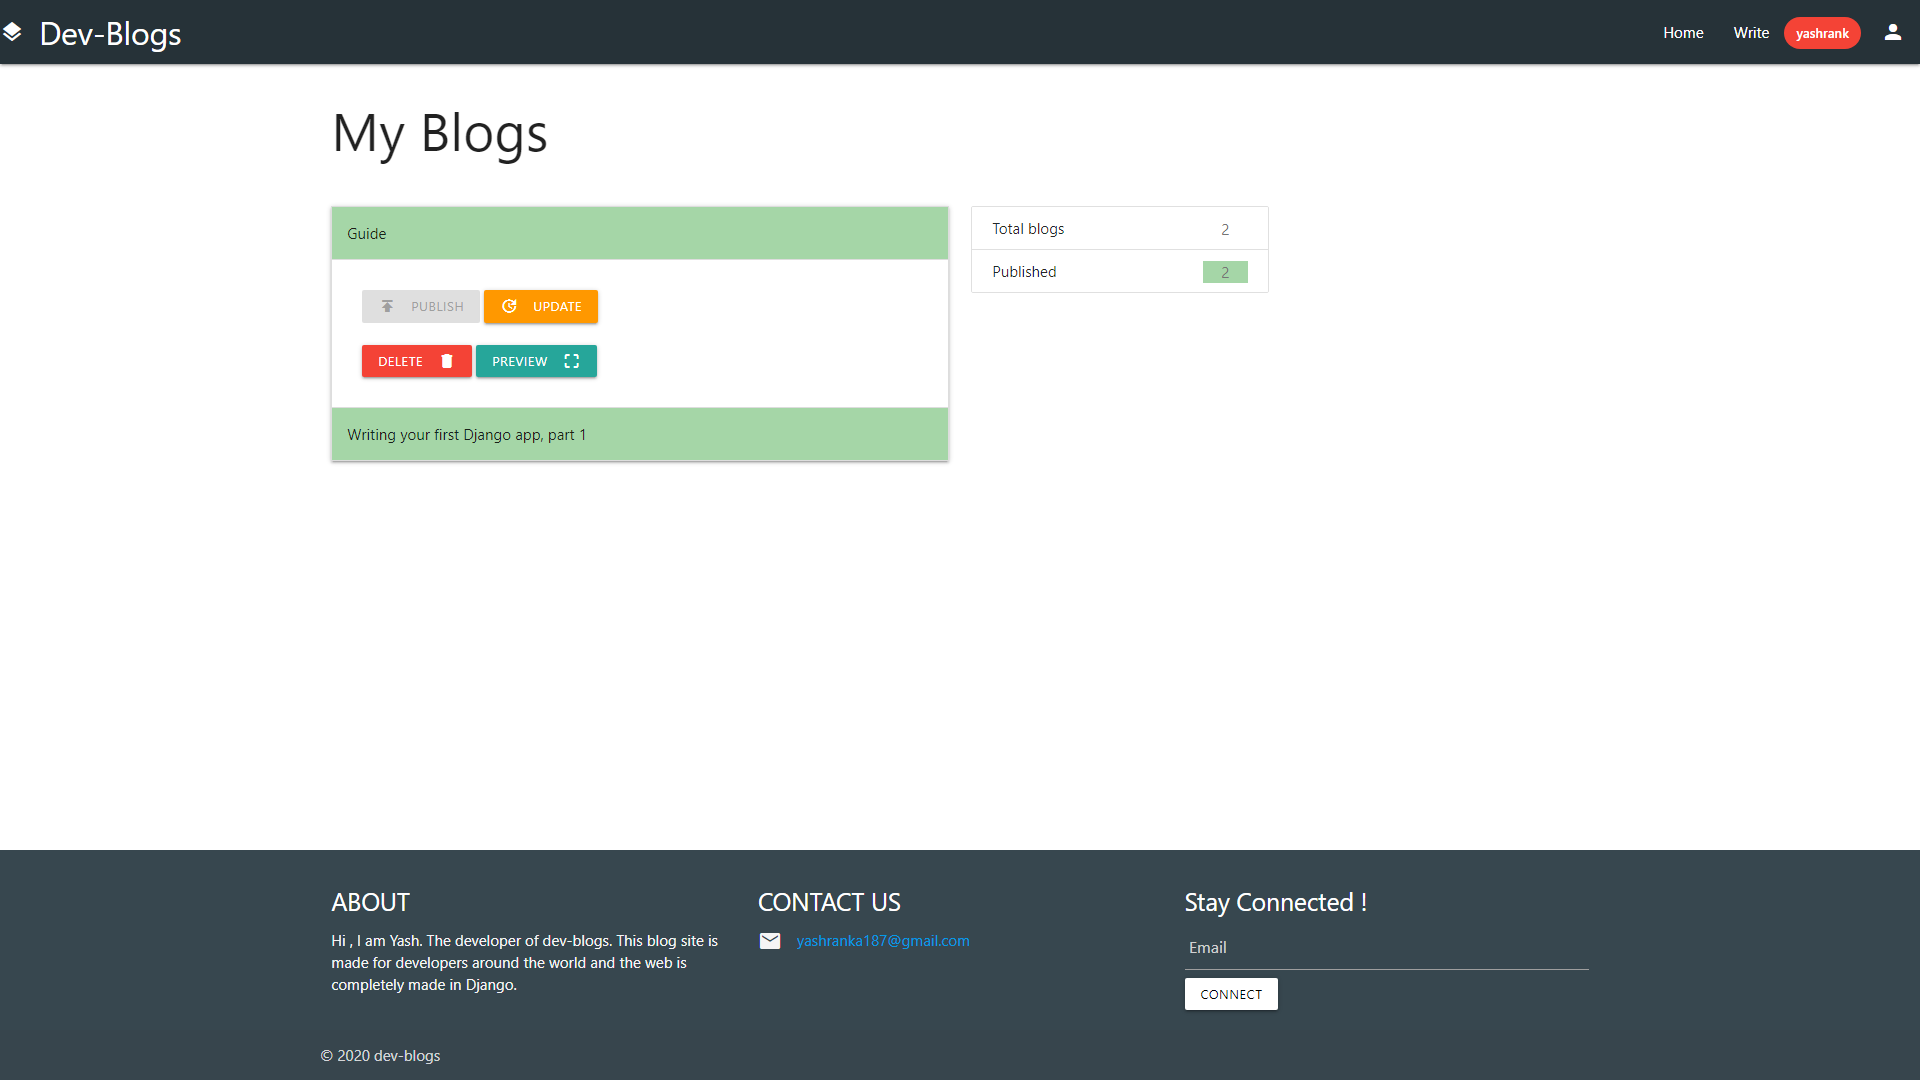 Dev-Blogs
Home Write yashrank
My Blogs
Guide
PUBLISH UPDATE
DELETE PREVIEW
Writing your first Django app, part 1
Total blogs 2
Published 2
ABOUT
Hi , I am Yash. The developer of dev-blogs. This blog site is
made for developers around the world and the web is
completely made in Django.
CONTACT US
yashranka187@gmail.com
Stay Connected !
Email
CONNECT
© 2020 dev-blogs